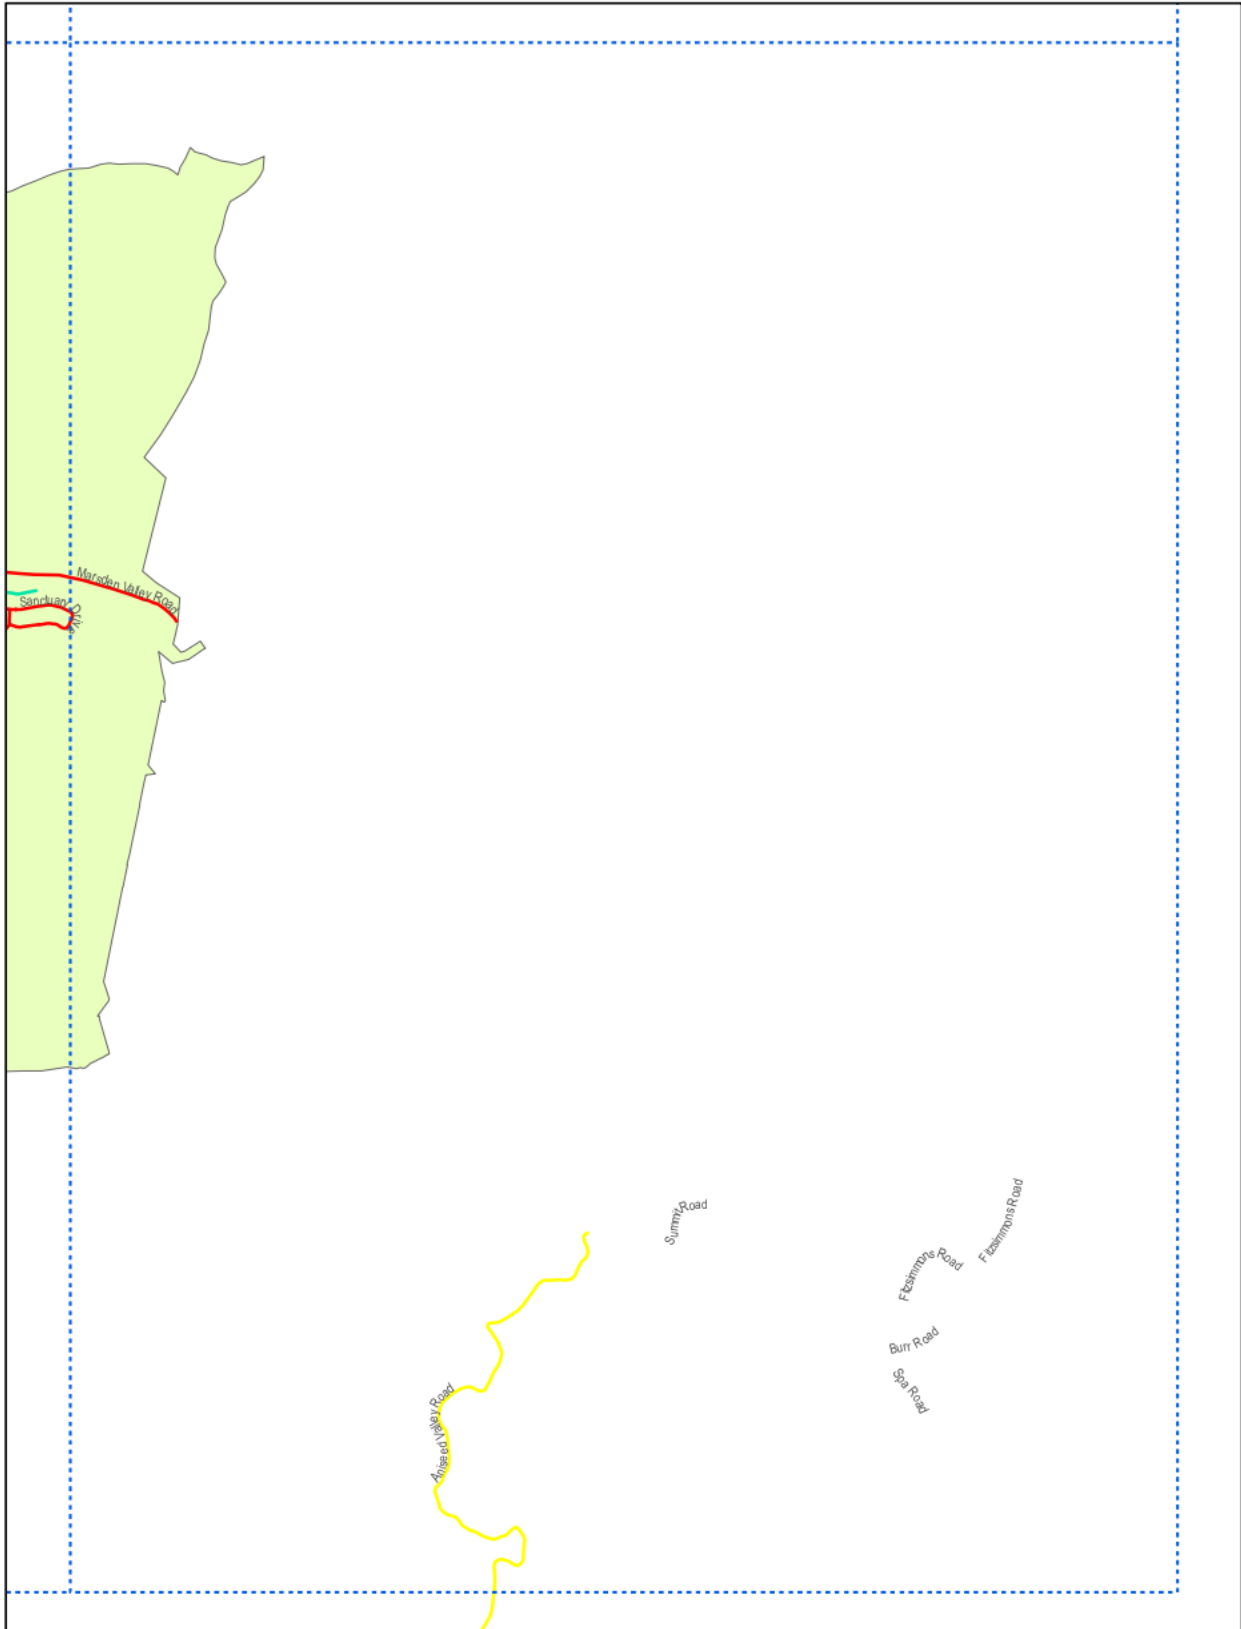 Marsden Valley Road
Sanctuary Drive
Summit Road
Fitzsimmons Road
Fitzsimmons Road
Burr Road
Spa Road
Aniseed Valley Road